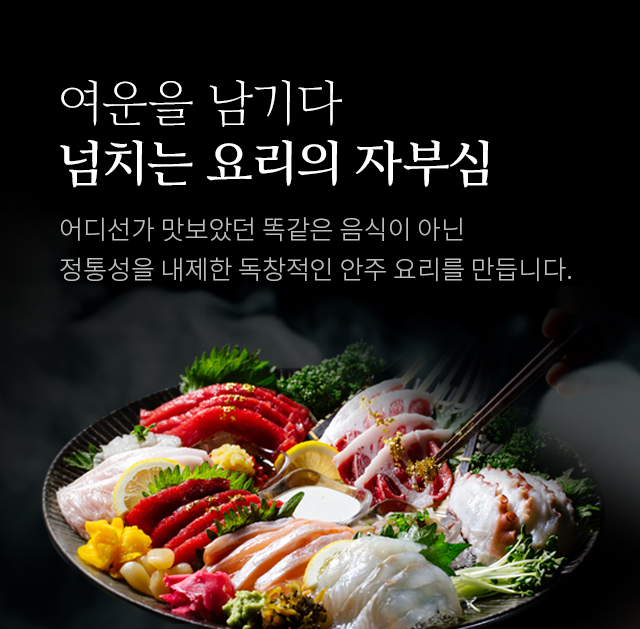 여운을 남기다
넘치는 요리의 자부심
어디선가 맛보았던 똑같은 음식이 아닌
정통성을 내제한 독창적인 안주 요리를 만듭니다.